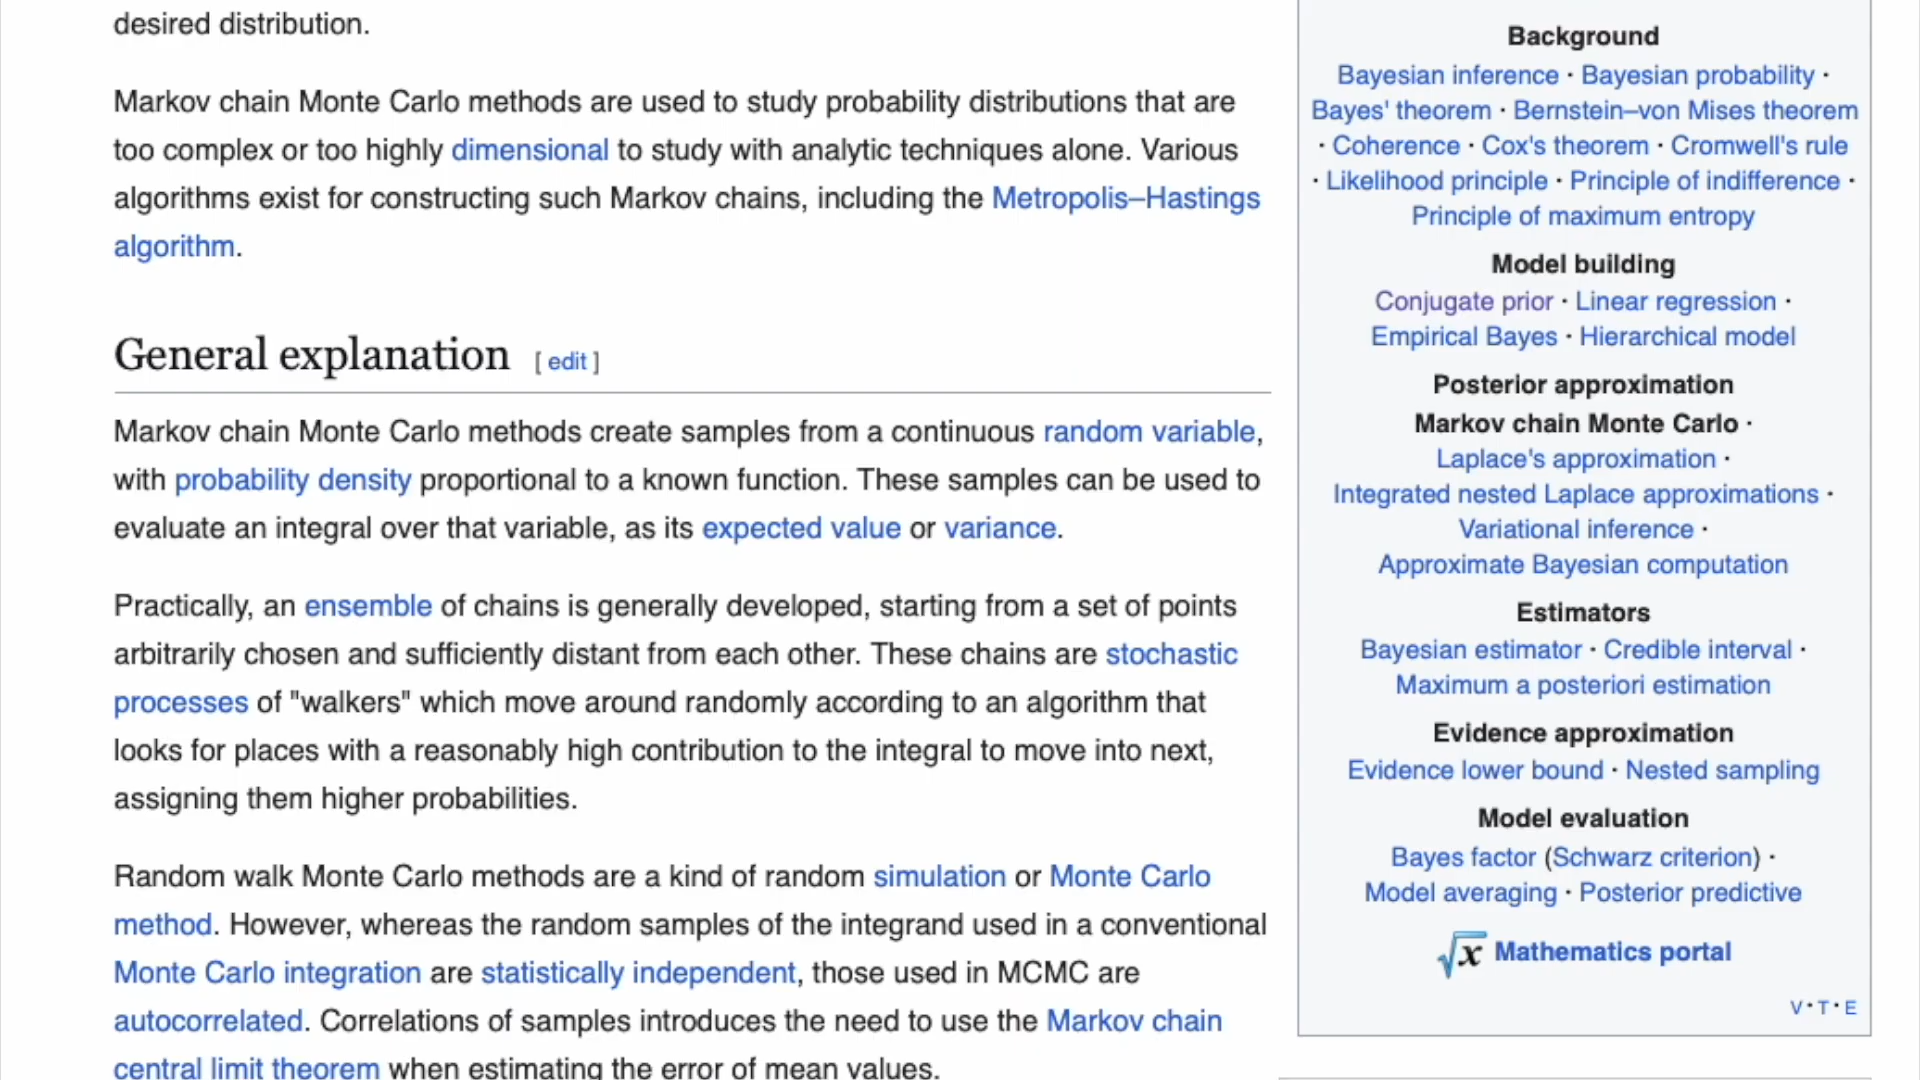 desired distribution.
Markov chain Monte Carlo methods are used to study probability distributions that are
too complex or too highly dimensional to study with analytic techniques alone. Various
algorithms exist for constructing such Markov chains, including the Metropolis–Hastings
algorithm.
General explanation [ edit ]
Markov chain Monte Carlo methods create samples from a continuous random variable,
with probability density proportional to a known function. These samples can be used to
evaluate an integral over that variable, as its expected value or variance.
Practically, an ensemble of chains is generally developed, starting from a set of points
arbitrarily chosen and sufficiently distant from each other. These chains are stochastic
processes of "walkers" which move around randomly according to an algorithm that
looks for places with a reasonably high contribution to the integral to move into next,
assigning them higher probabilities.
Random walk Monte Carlo methods are a kind of random simulation or Monte Carlo
method. However, whereas the random samples of the integrand used in a conventional
Monte Carlo integration are statistically independent, those used in MCMC are
autocorrelated. Correlations of samples introduces the need to use the Markov chain
central limit theorem when estimating the error of mean values.
Background
Bayesian inference · Bayesian probability ·
Bayes' theorem · Bernstein–von Mises theorem
· Coherence · Cox's theorem · Cromwell's rule
· Likelihood principle · Principle of indifference ·
Principle of maximum entropy
Model building
Conjugate prior · Linear regression ·
Empirical Bayes · Hierarchical model
Posterior approximation
Markov chain Monte Carlo ·
Laplace's approximation ·
Integrated nested Laplace approximations ·
Variational inference ·
Approximate Bayesian computation
Estimators
Bayesian estimator · Credible interval ·
Maximum a posteriori estimation
Evidence approximation
Evidence lower bound · Nested sampling
Model evaluation
Bayes factor (Schwarz criterion) ·
Model averaging · Posterior predictive
√x Mathematics portal
V · T · E